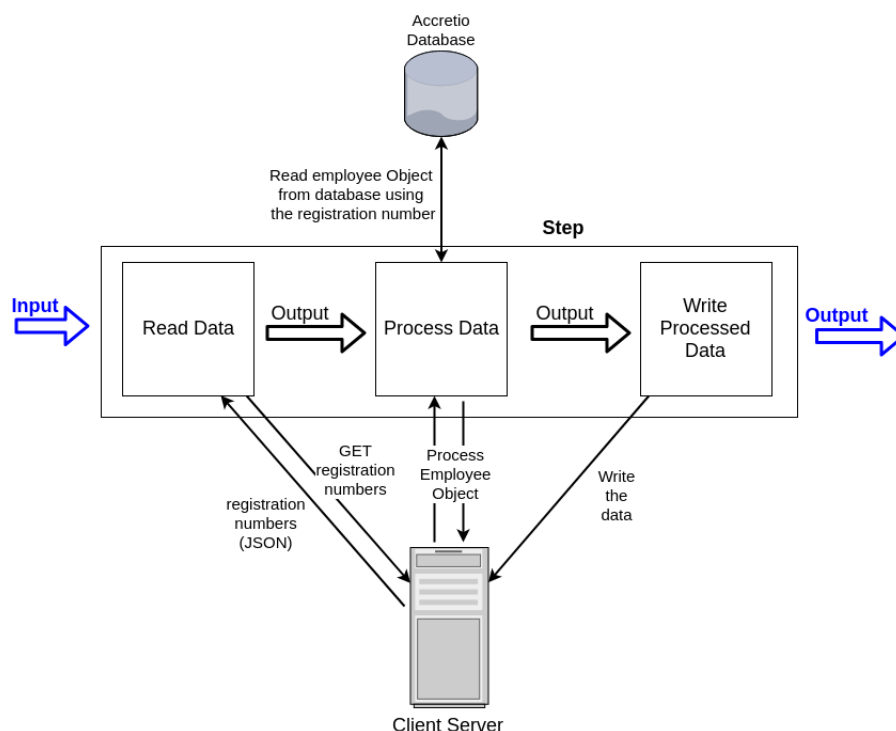 Accretio
Database
Read employee Object
from database using
the registration number
Step
Input
Read Data
Output
Process Data
Output
Write
Processed
Data
Output
GET
registration
numbers
registration
numbers
(JSON)
Process
Employee
Object
Write
the
data
Client Server